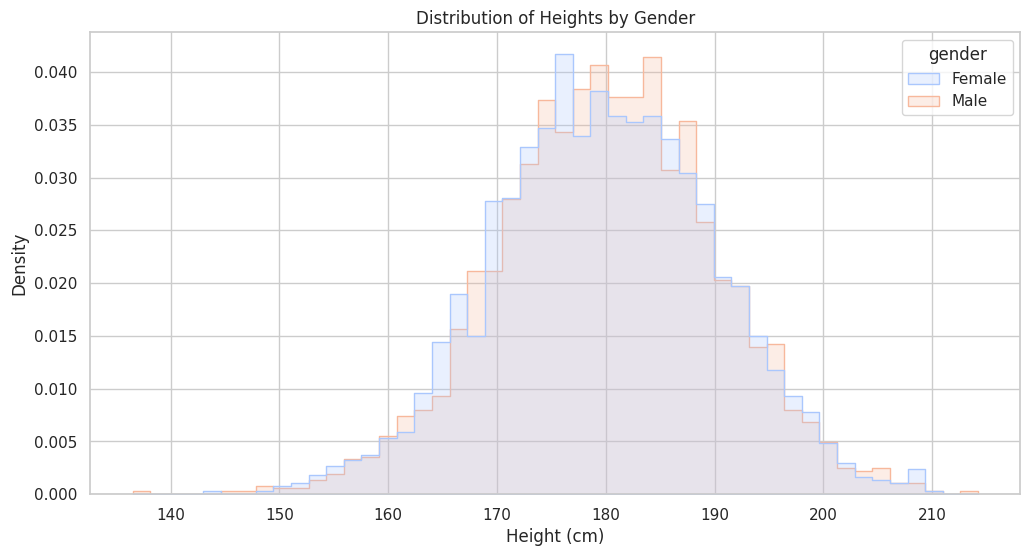 Distribution of Heights by Gender
gender
Female
Male
Density
0.040
0.035
0.030
0.025
0.020
0.015
0.010
0.005
0.000
140 150 160 170 180 190 200 210
Height (cm)